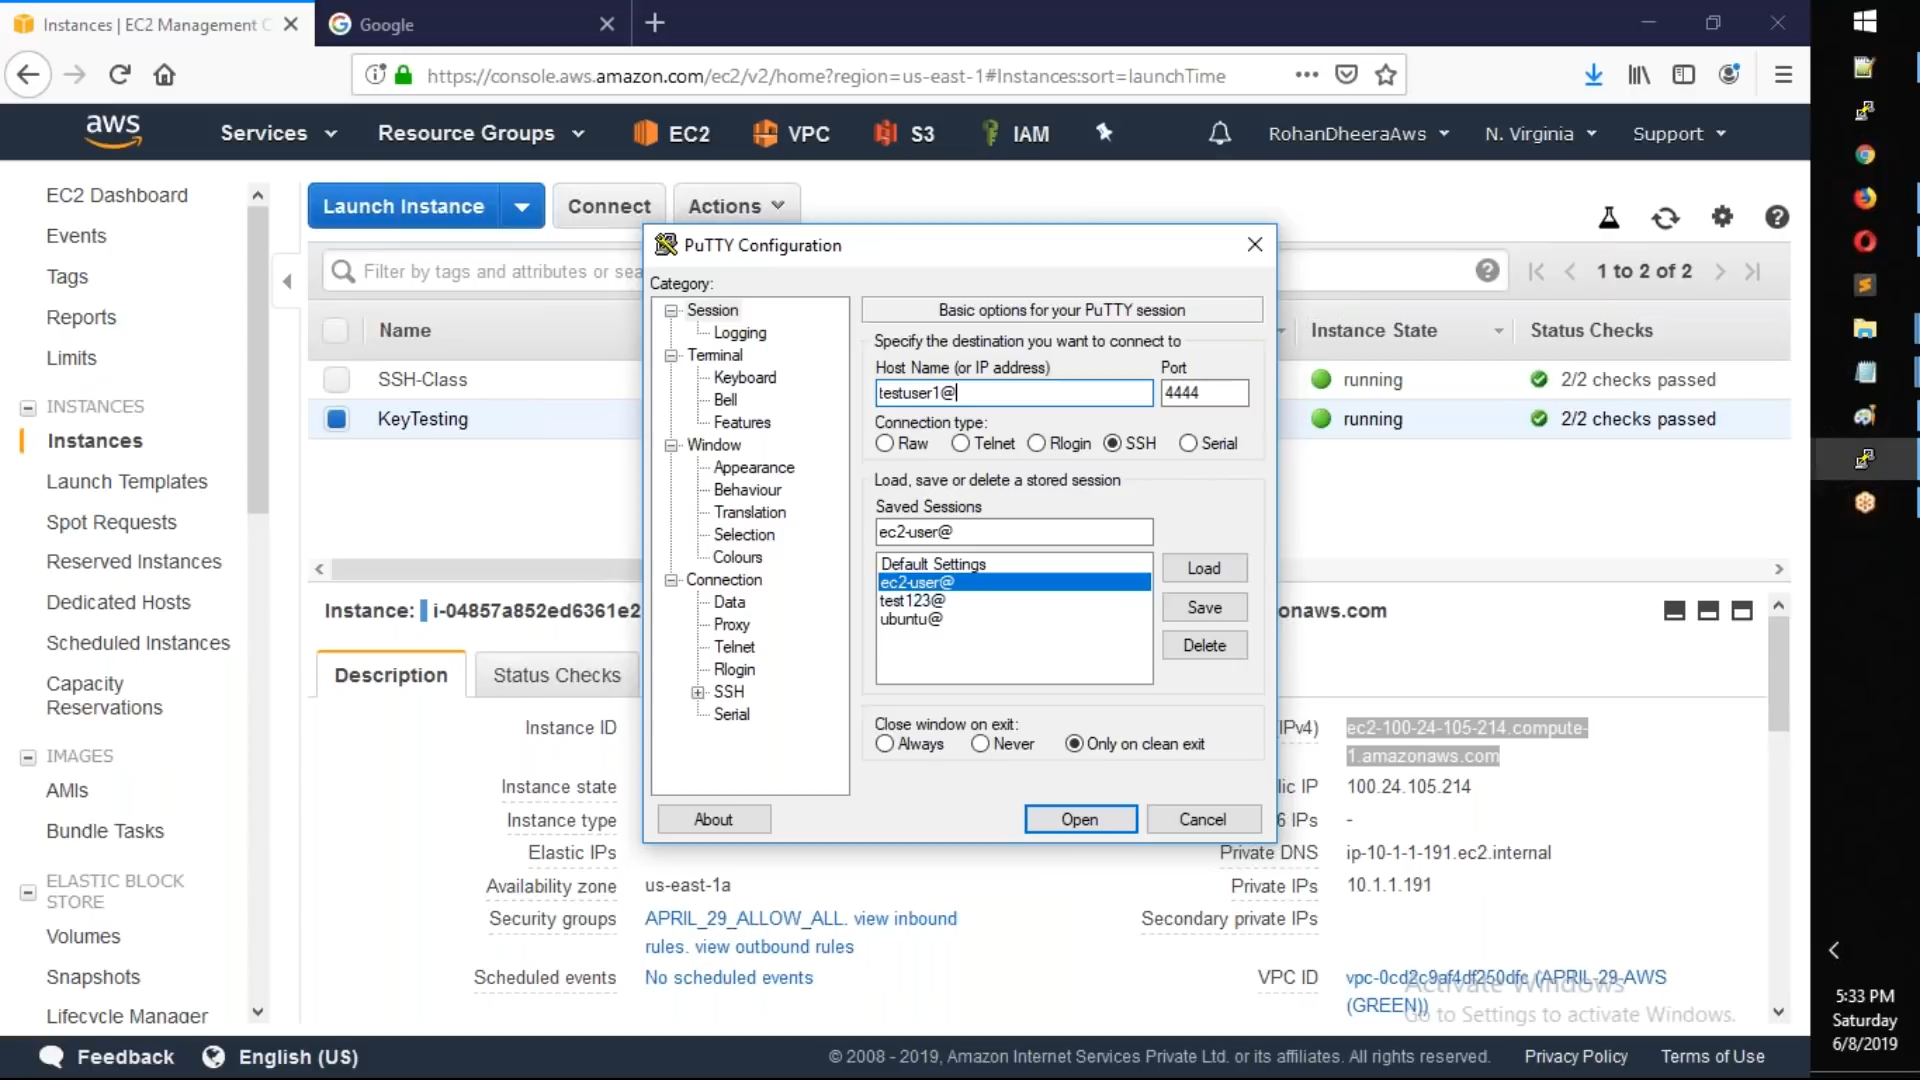 Instances | EC2 Management C
Google
https://console.aws.amazon.com/ec2/v2/home?region=us-east-1#Instances:sort=launchTime
aws
Services
Resource Groups
EC2
VPC
S3
IAM
RohanDheeraAws
N. Virginia
Support
EC2 Dashboard
Events
Tags
Reports
Limits
INSTANCES
Instances
Launch Templates
Spot Requests
Reserved Instances
Dedicated Hosts
Scheduled Instances
Capacity
Reservations
IMAGES
AMIs
Bundle Tasks
ELASTIC BLOCK
STORE
Volumes
Snapshots
Lifecycle Manager
Launch Instance
Connect
Actions
Filter by tags and attributes or sea
1 to 2 of 2
Name
Instance State
Status Checks
SSH-Class
running
2/2 checks passed
KeyTesting
running
2/2 checks passed
PuTTY Configuration
Category:
Session
Logging
Terminal
Keyboard
Bell
Features
Window
Appearance
Behaviour
Translation
Selection
Colours
Connection
Data
Proxy
Telnet
Rlogin
SSH
Serial
Basic options for your PuTTY session
Specify the destination you want to connect to
Host Name (or IP address)
Port
testuser1@
4444
Connection type:
Raw
Telnet
Rlogin
SSH
Serial
Load, save or delete a stored session
Saved Sessions
ec2-user@
Default Settings
ec2-user@
test123@
ubuntu@
Load
Save
Delete
Close window on exit:
Always
Never
Only on clean exit
About
Open
Cancel
Instance:
i-04857a852ed6361e2
onaws.com
Description
Status Checks
Instance ID
Instance state
Instance type
Elastic IPs
Availability zone
us-east-1a
Security groups
APRIL_29_ALLOW_ALL. view inbound
rules. view outbound rules
Scheduled events
No scheduled events
IPv4)
ec2-100-24-105-214.compute-
1.amazonaws.com
lic IP
100.24.105.214
6 IPs
-
Private DNS
ip-10-1-1-191.ec2.internal
Private IPs
10.1.1.191
Secondary private IPs
VPC ID
vpc-0cd2c9af4df250dfc (APRIL-29-AWS
(GREEN))
Activate Windows
Go to Settings to activate Windows.
Feedback
English (US)
© 2008 - 2019, Amazon Internet Services Private Ltd. or its affiliates. All rights reserved.
Privacy Policy
Terms of Use
5:33 PM
Saturday
6/8/2019